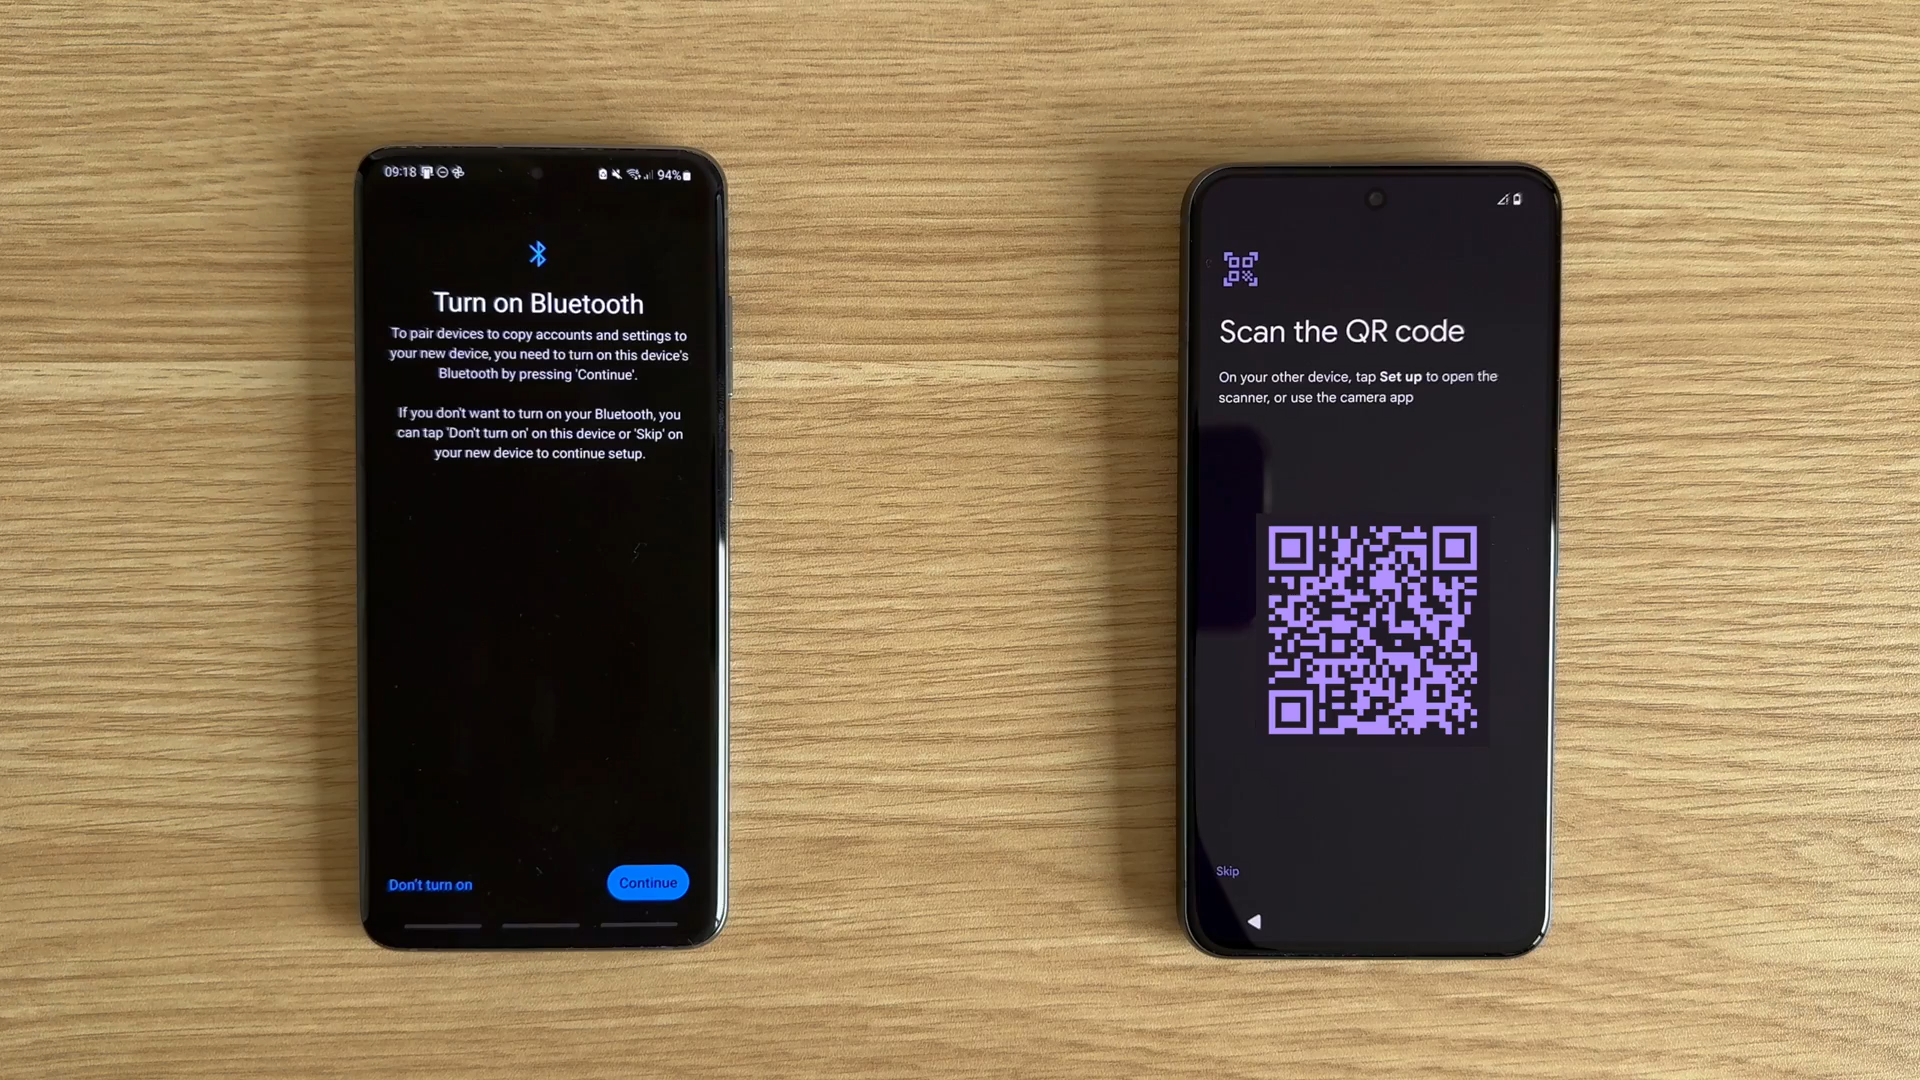 09:18
94%
Turn on Bluetooth
To pair devices to copy accounts and settings to
your new device, you need to turn on this device's
Bluetooth by pressing 'Continue'.
If you don't want to turn on your Bluetooth, you
can tap 'Don't turn on' on this device or 'Skip' on
your new device to continue setup.
Don't turn on
Continue
Scan the QR code
On your other device, tap Set up to open the
scanner, or use the camera app
Skip